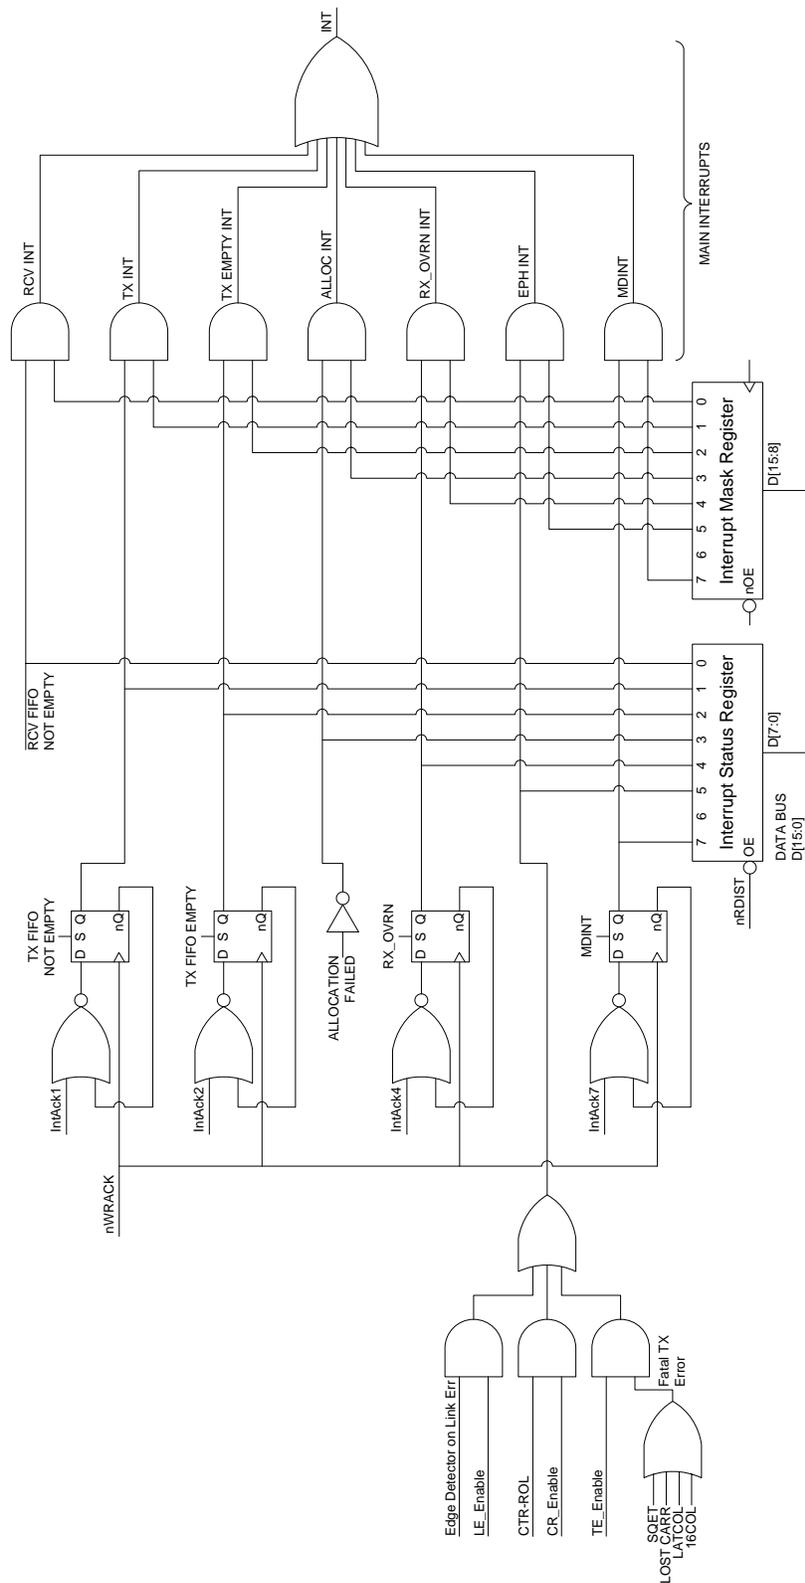 INT
RCV INT
TX INT
TX EMPTY INT
ALLOC INT
RX_OVRN INT
EPH INT
MDINT
MAIN INTERRUPTS
0
1
2
3
4
5
6
7
Interrupt Mask Register
nOE
D[15:8]
RCV FIFO
NOT EMPTY
0
1
2
3
4
5
6
7
Interrupt Status Register
OE
nRDIST
D[7:0]
DATA BUS
D[15:0]
TX FIFO
NOT EMPTY
D S Q
nQ
IntAck1
TX FIFO EMPTY
D S Q
nQ
IntAck2
ALLOCATION
FAILED
RX_OVRN
D S Q
nQ
IntAck4
MDINT
D S Q
nQ
IntAck7
nWRACK
Edge Detector on Link Err
LE_Enable
CTR-ROL
CR_Enable
TE_Enable
Fatal TX
Error
SQET
LOST CARR
LATCOL
16COL